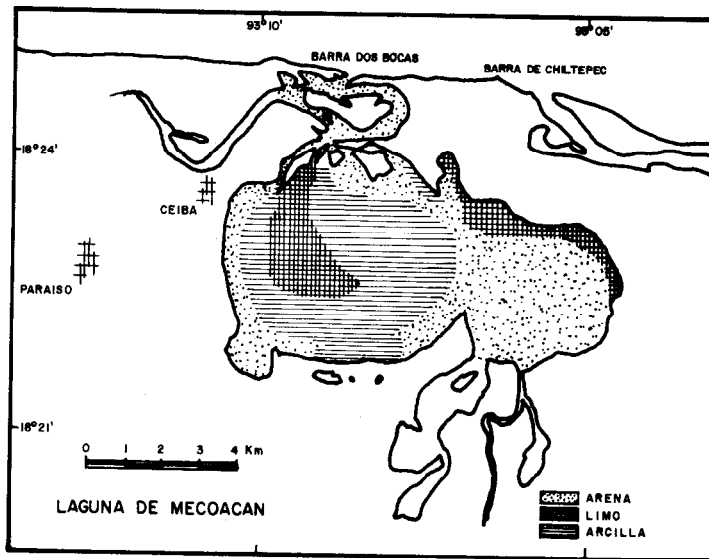 93°10'
93°05'
BARRA DOS BOCAS
BARRA DE CHILTEPEC
18°24'
CEIBA
PARAISO
18°21'
0 1 2 3 4 Km
LAGUNA DE MECOACAN
ARENA
LIMO
ARCILLA